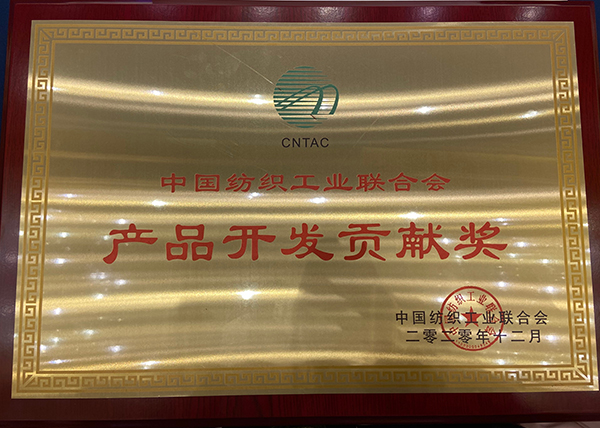 CNTAC
中国纺织工业联合会
产品开发贡献奖
中国纺织工业联合会
二零二零年十二月